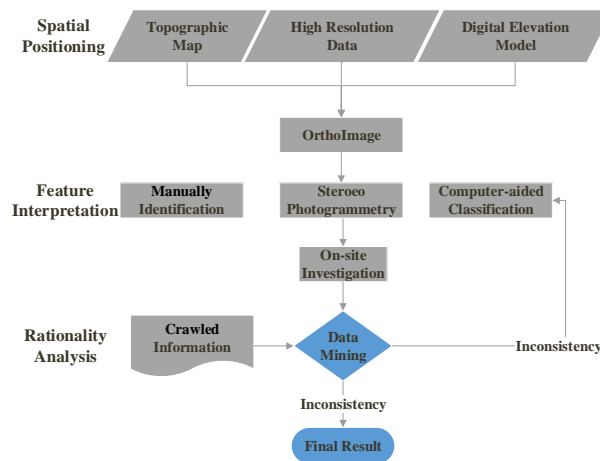 Spatial
Positioning
Topographic
Map
High Resolution
Data
Digital Elevation
Model
OrthoImage
Feature
Interpretation
Manually
Identification
Steroeo
Photogrammetry
Computer-aided
Classification
On-site
Investigation
Rationality
Analysis
Crawled
Information
Data
Mining
Inconsistency
Inconsistency
Final Result